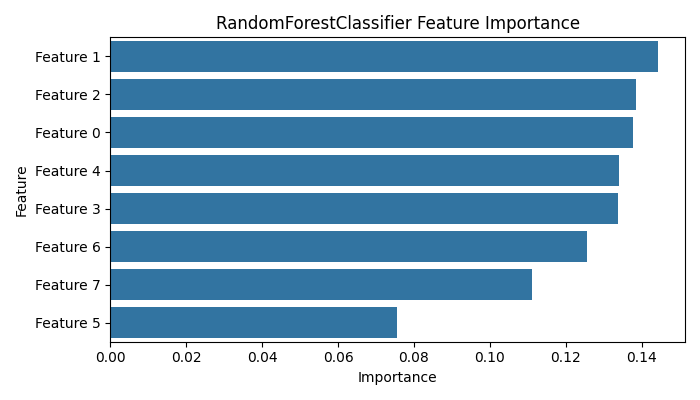 RandomForestClassifier Feature Importance
Feature 1
Feature 2
Feature 0
Feature 4
Feature 3
Feature 6
Feature 7
Feature 5
Feature
0.00 0.02 0.04 0.06 0.08 0.10 0.12 0.14
Importance